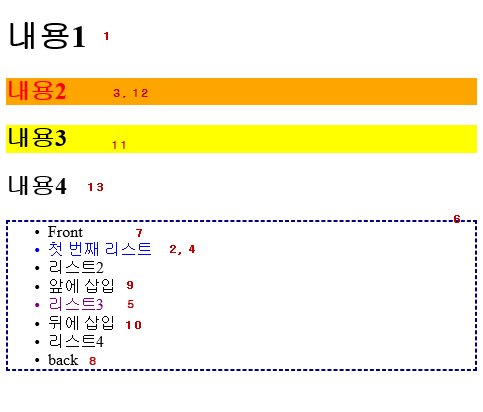 내용1 1
내용2 3, 12
내용3 11
내용4 13
6
Front 7
첫 번째 리스트 2, 4
리스트2
앞에 삽입 9
리스트3 5
뒤에 삽입 10
리스트4
back 8